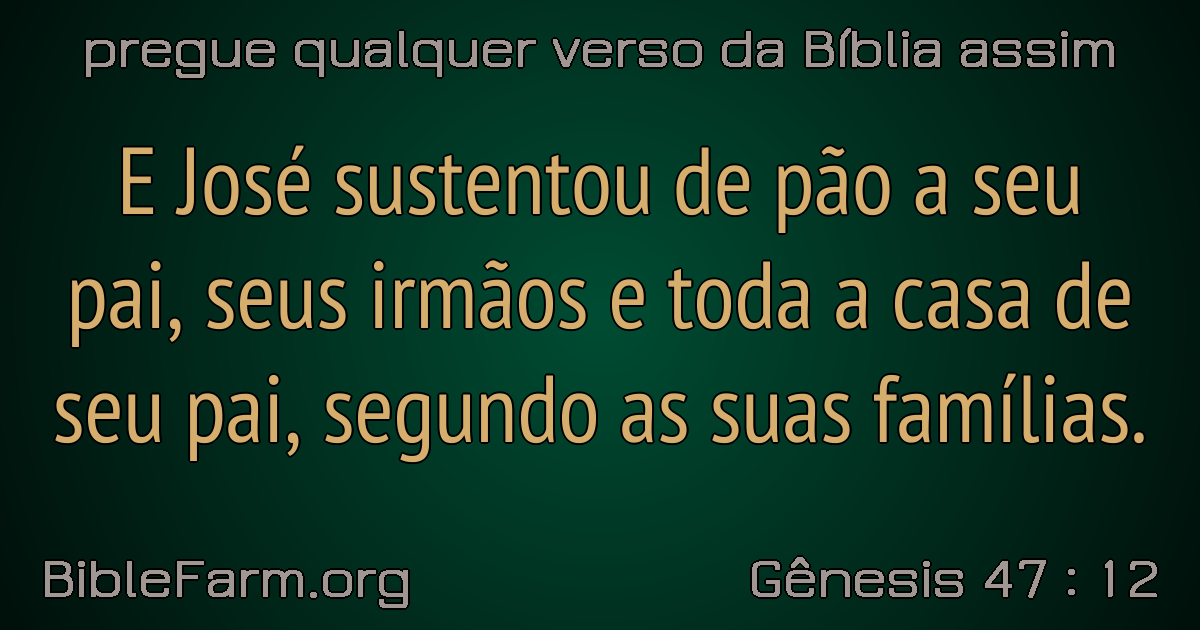 pregue qualquer verso da Bíblia assim
E José sustentou de pão a seu
pai, seus irmãos e toda a casa de
seu pai, segundo as suas famílias.
BibleFarm.org
Gênesis 47 : 12